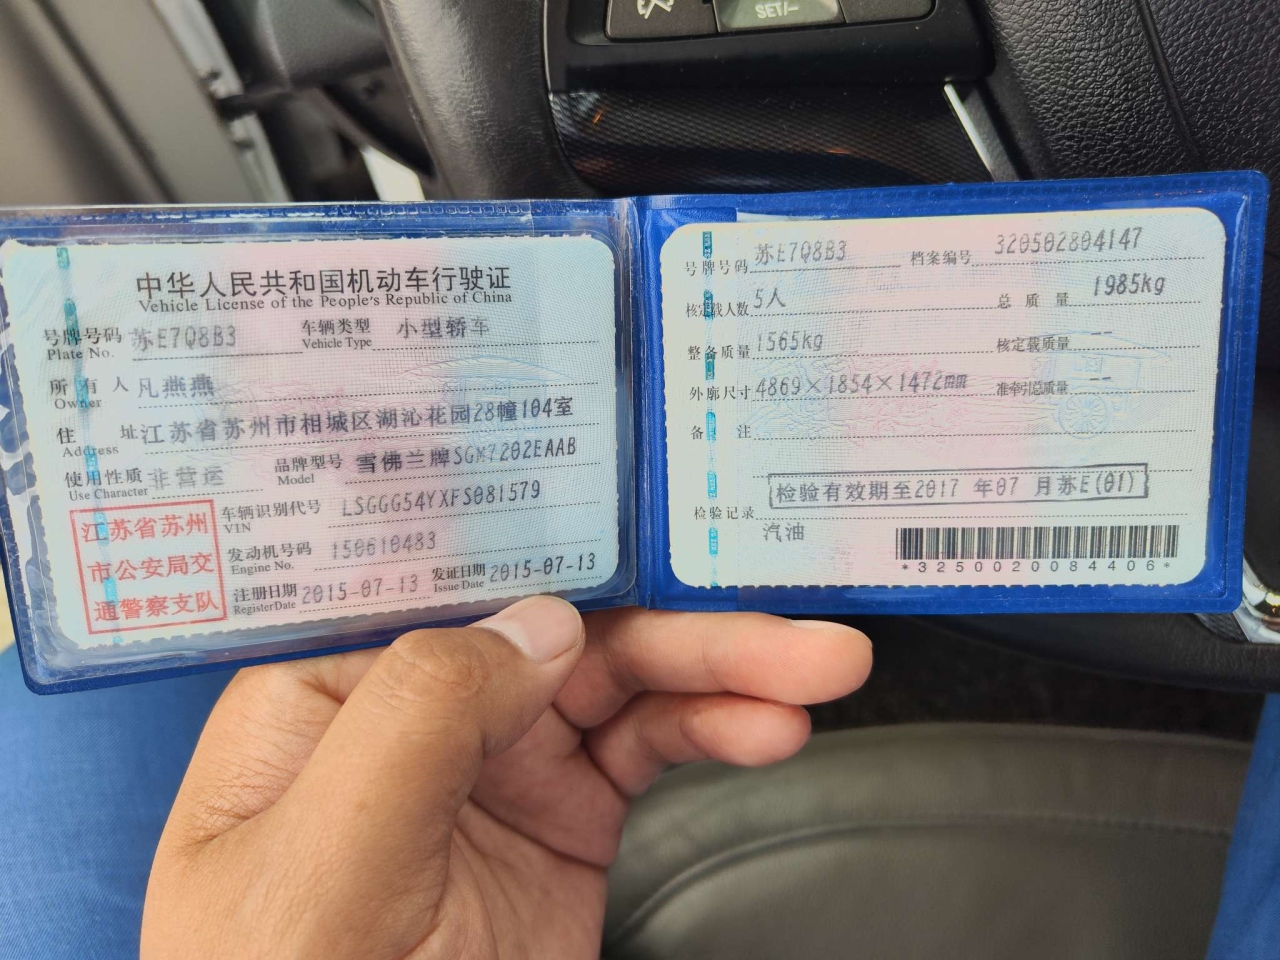 SET/-
中华人民共和国机动车行驶证
Vehicle License of the People's Republic of China
号牌号码 苏E7Q8B3 车辆类型 小型轿车
Plate No. Vehicle Type
所有人 凡燕燕
Owner
住址 江苏省苏州市相城区湖沁花园28幢104室
Address
使用性质 非营运 品牌型号 雪佛兰牌SGM7202EAAB
Use Character Model
车辆识别代号 LSGGG54YXFS081579
VIN
发动机号码 150610483
Engine No.
注册日期 2015-07-13 发证日期 2015-07-13
Register Date Issue Date
江苏省苏州
市公安局交
通警察支队
号牌号码 苏E7Q8B3 档案编号 320502804147
核定载人数 5人 总质量 1985kg
整备质量 1565kg 核定载质量 --
外廓尺寸 4869×1854×1472mm 准牵引总质量 --
备注
检验有效期至2017 年07 月苏E(01)
检验记录
汽油
*3250020084406*